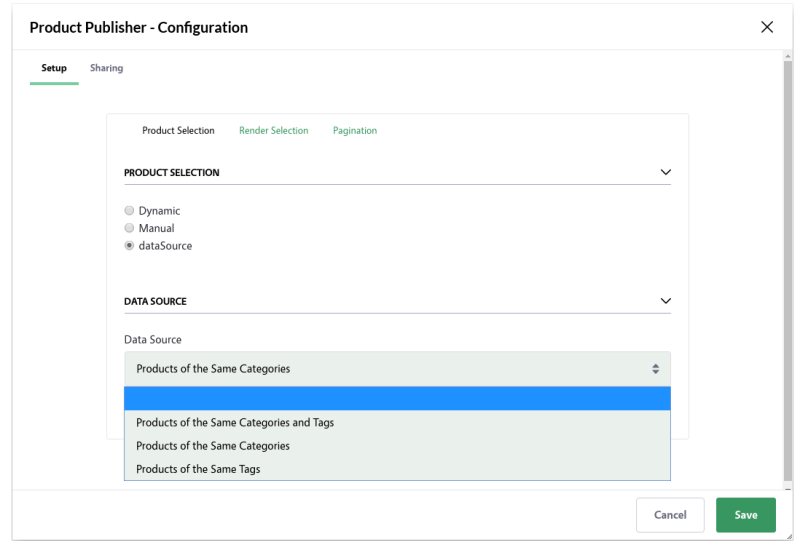 Product Publisher - Configuration
Setup Sharing
Product Selection Render Selection Pagination
PRODUCT SELECTION
Dynamic
Manual
dataSource
DATA SOURCE
Data Source
Products of the Same Categories
Products of the Same Categories and Tags
Products of the Same Categories
Products of the Same Tags
Cancel Save